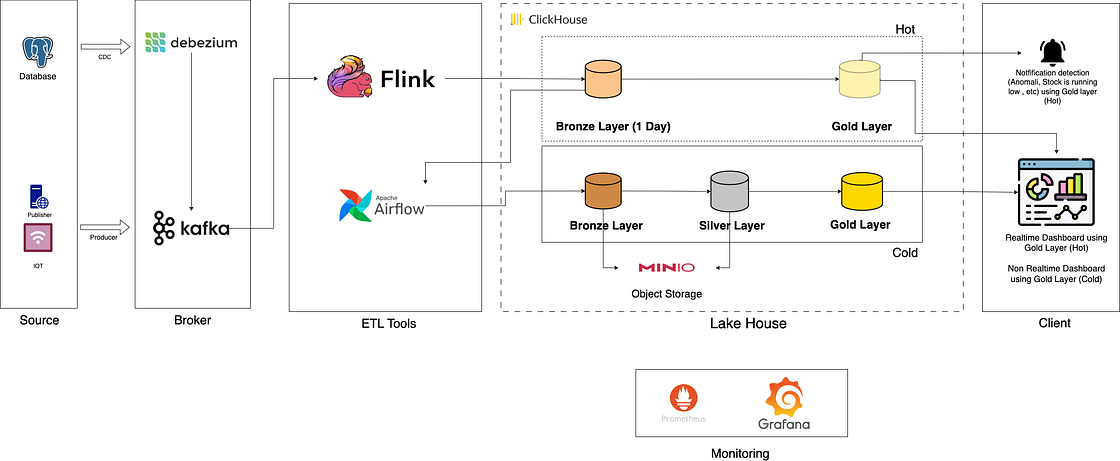 Database
CDC
debezium
Publisher
IOT
Producer
kafka
Source
Broker
Flink
Apache
Airflow
ETL Tools
ClickHouse
Hot
Bronze Layer (1 Day)
Gold Layer
Bronze Layer
Silver Layer
Gold Layer
Cold
MINIO
Object Storage
Lake House
Notffication detection
(Anomali, Stock is running
low , etc) using Gold layer
(Hot)
Realtime Dashboard using
Gold Layer (Hot)
Non Realtime Dashboard
using Gold Layer (Cold)
Client
Prometheus
Grafana
Monitoring